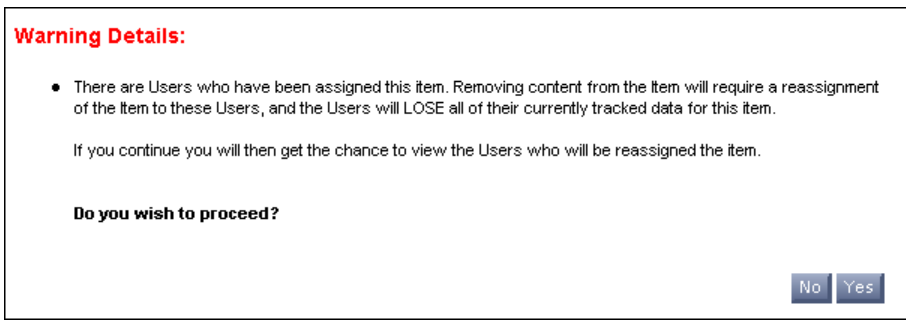 Warning Details:
There are Users who have been assigned this item. Removing content from the Item will require a reassignment
of the Item to these Users, and the Users will LOSE all of their currently tracked data for this item.
If you continue you will then get the chance to view the Users who will be reassigned the item.
Do you wish to proceed?
No Yes